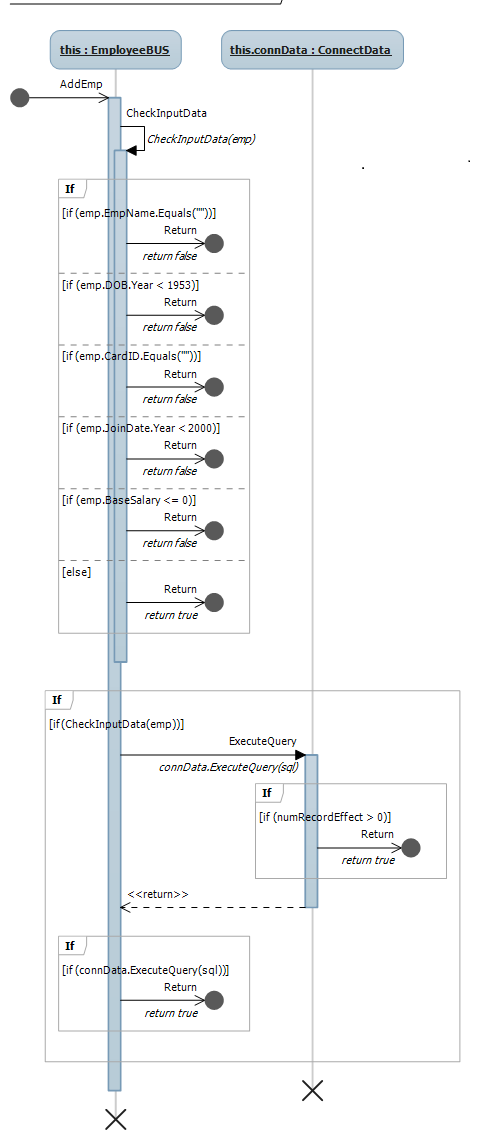 this : EmployeeBUS
this.connData : ConnectData
AddEmp
CheckInputData
CheckInputData(emp)
If
[if (emp.EmpName.Equals(""))]
Return
return false
[if (emp.DOB.Year < 1953)]
Return
return false
[if (emp.CardID.Equals(""))]
Return
return false
[if (emp.JoinDate.Year < 2000)]
Return
return false
[if (emp.BaseSalary <= 0)]
Return
return false
[else]
Return
return true
If
[if(CheckInputData(emp))]
ExecuteQuery
connData.ExecuteQuery(sql)
If
[if (numRecordEffect > 0)]
Return
return true
<<return>>
If
[if (connData.ExecuteQuery(sql))]
Return
return true